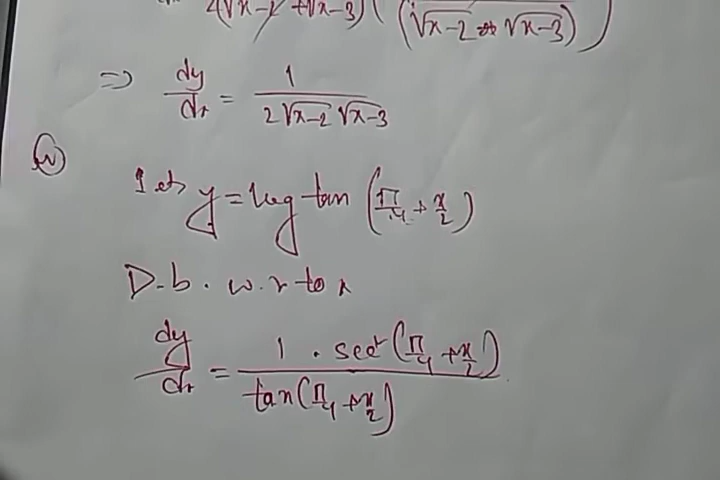 2(√x-2 + √x-3) ( (√x-2 + √x-3) )
⇒ dy/dx = 1 / 2√x-2 √x-3
Let y = log tan (π/4 + x/2)
D.b.w.r to x
dy/dx = 1 . sec² (π/4 + x/2) / tan (π/4 + x/2)